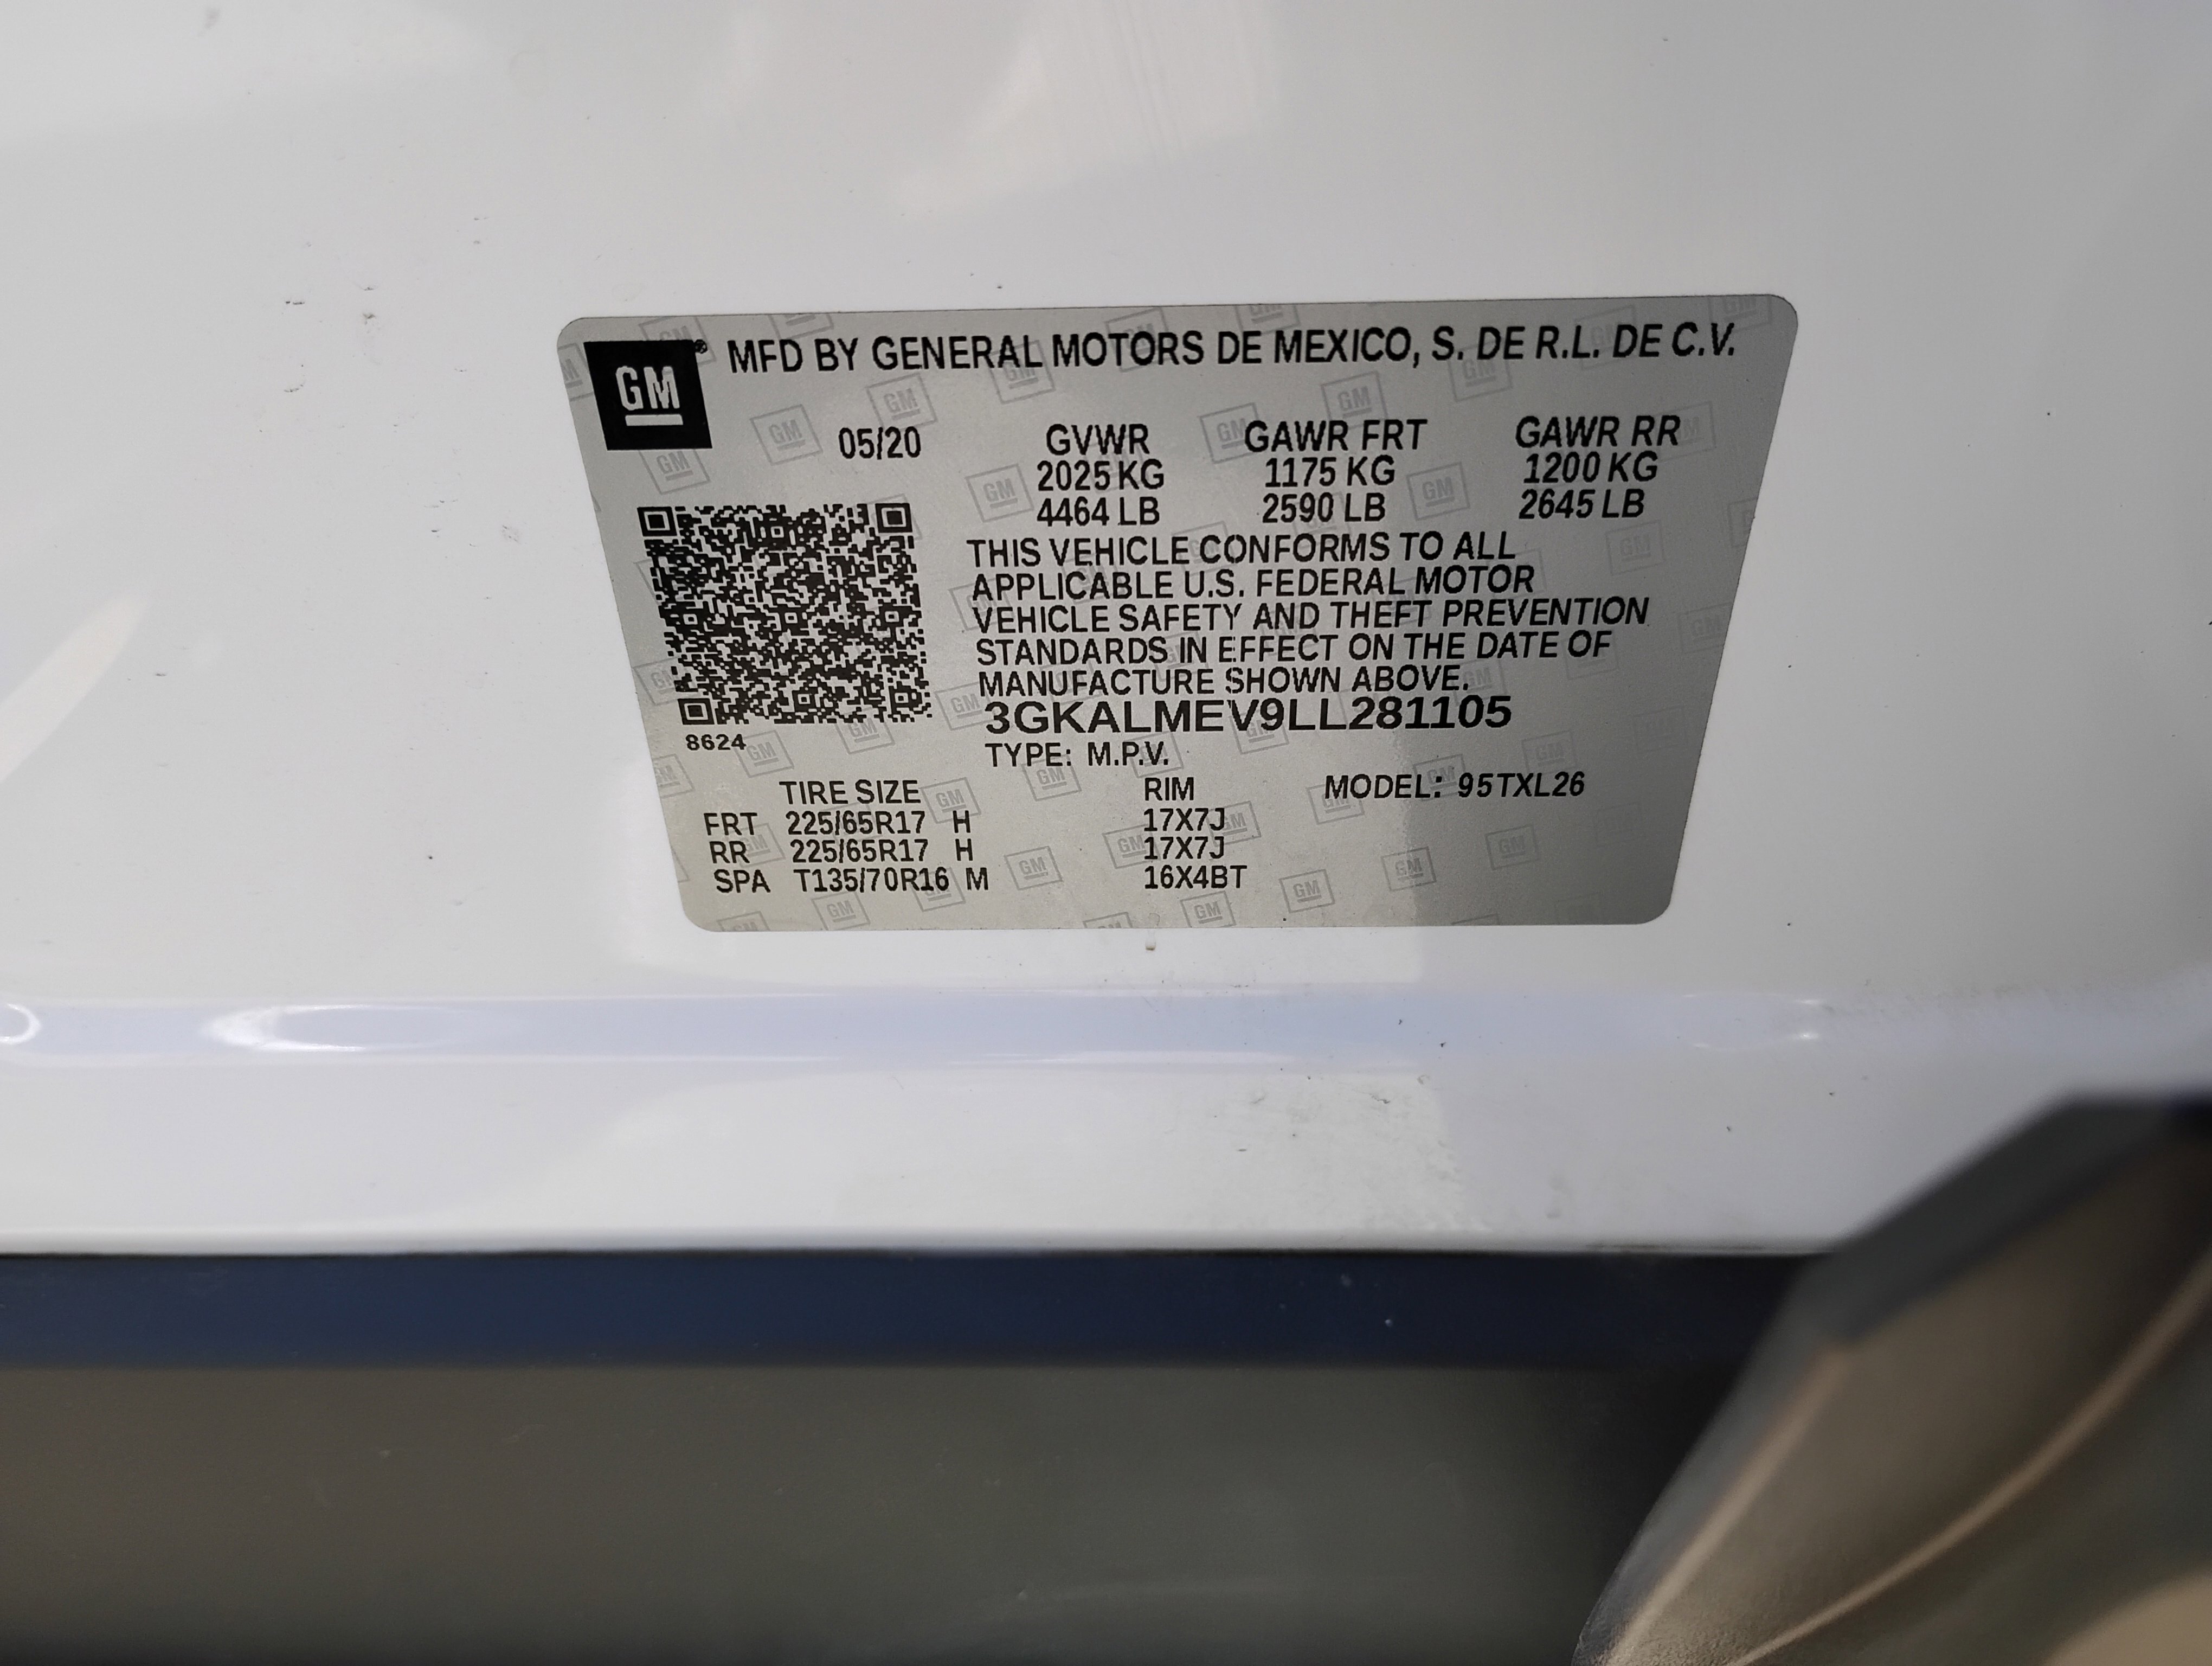 GM® MFD BY GENERAL MOTORS DE MEXICO, S. DE R.L. DE C.V.
05/20 GVWR GAWR FRT GAWR RR
2025 KG 1175 KG 1200 KG
4464 LB 2590 LB 2645 LB
THIS VEHICLE CONFORMS TO ALL
APPLICABLE U.S. FEDERAL MOTOR
VEHICLE SAFETY AND THEFT PREVENTION
STANDARDS IN EFFECT ON THE DATE OF
MANUFACTURE SHOWN ABOVE.
3GKALMEV9LL281105
8624
TYPE: M.P.V.
TIRE SIZE RIM MODEL: 95TXL26
FRT 225/65R17 H 17X7J
RR 225/65R17 H 17X7J
SPA T135/70R16 M 16X4BT